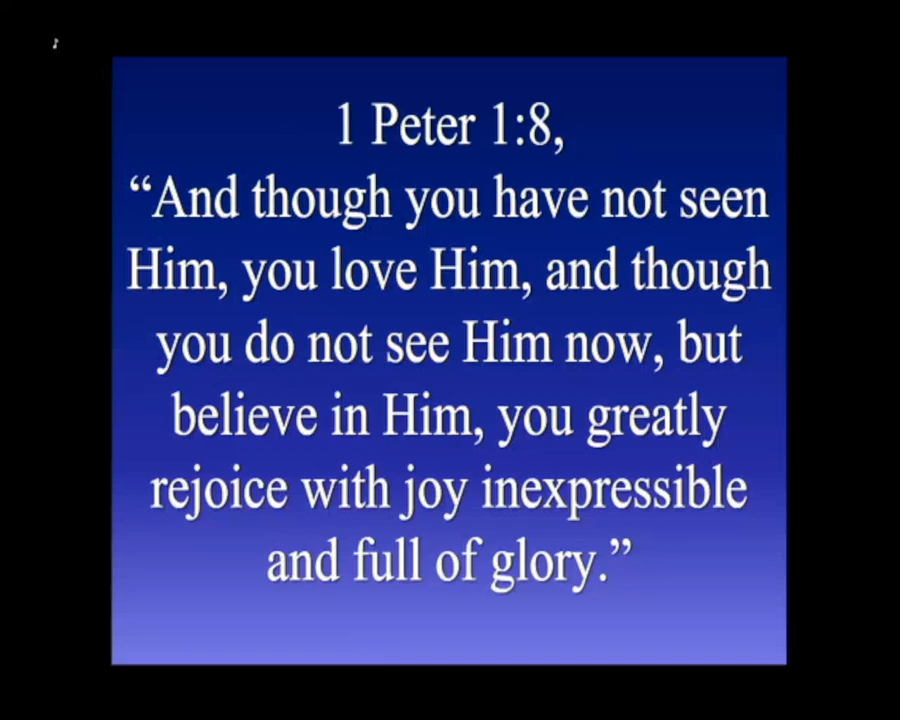 1 Peter 1:8,
“And though you have not seen
Him, you love Him, and though
you do not see Him now, but
believe in Him, you greatly
rejoice with joy inexpressible
and full of glory.”